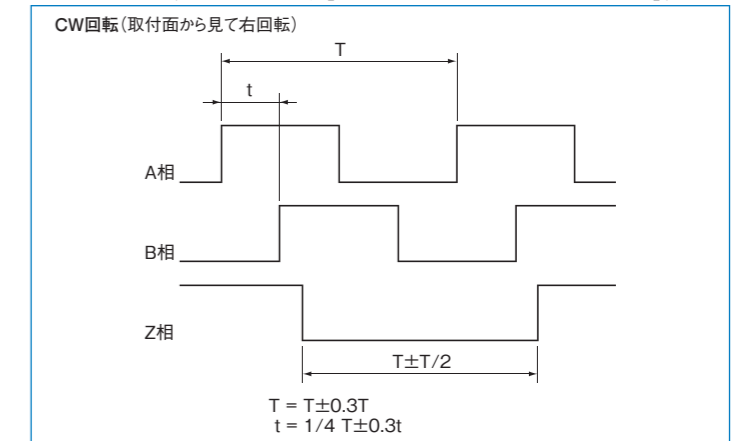 CW回転(取付面から見て右回転)
T
t
A相
B相
Z相
T±T/2
T = T±0.3T
t = 1/4 T±0.3t